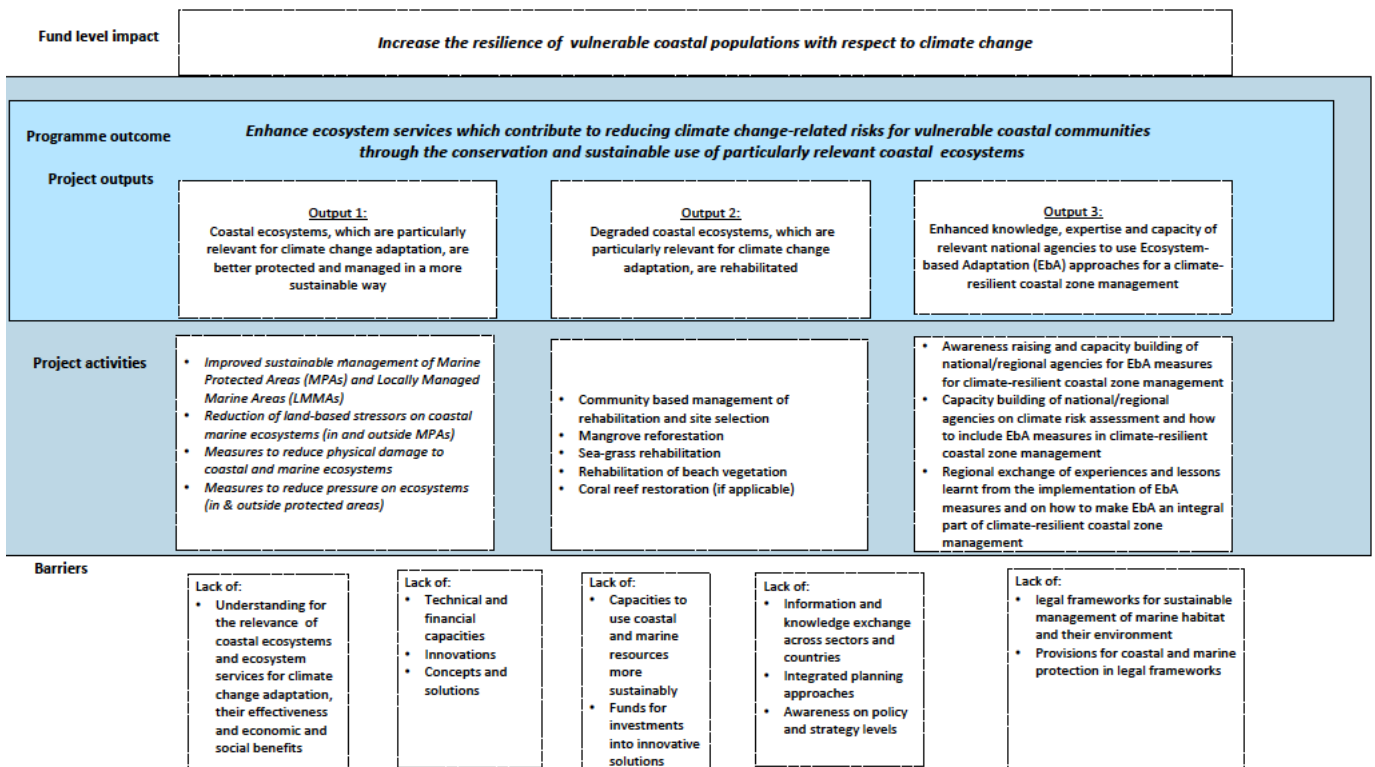 Fund level impact
Increase the resilience of vulnerable coastal populations with respect to climate change
Programme outcome
Enhance ecosystem services which contribute to reducing climate change-related risks for vulnerable coastal communities
through the conservation and sustainable use of particularly relevant coastal ecosystems
Project outputs
Output 1:
Coastal ecosystems, which are particularly
relevant for climate change adaptation, are
better protected and managed in a more
sustainable way
Output 2:
Degraded coastal ecosystems, which are
particularly relevant for climate change
adaptation, are rehabilitated
Output 3:
Enhanced knowledge, expertise and capacity of
relevant national agencies to use Ecosystem-
based Adaptation (EbA) approaches for a climate-
resilient coastal zone management
Project activities
• Improved sustainable management of Marine
Protected Areas (MPAs) and Locally Managed
Marine Areas (LMMAs)
• Reduction of land-based stressors on coastal
marine ecosystems (in and outside MPAs)
• Measures to reduce physical damage to
coastal and marine ecosystems
• Measures to reduce pressure on ecosystems
(in & outside protected areas)
• Community based management of
rehabilitation and site selection
• Mangrove reforestation
• Sea-grass rehabilitation
• Rehabilitation of beach vegetation
• Coral reef restoration (if applicable)
• Awareness raising and capacity building of
national/regional agencies for EbA measures
for climate-resilient coastal zone management
• Capacity building of national/regional
agencies on climate risk assessment and how
to include EbA measures in climate-resilient
coastal zone management
• Regional exchange of experiences and lessons
learnt from the implementation of EbA
measures and on how to make EbA an integral
part of climate-resilient coastal zone
management
Barriers
Lack of:
• Understanding for
the relevance of
coastal ecosystems
and ecosystem
services for climate
change adaptation,
their effectiveness
and economic and
social benefits
Lack of:
• Technical and
financial
capacities
• Innovations
• Concepts and
solutions
Lack of:
• Capacities to
use coastal
and marine
resources
more
sustainably
• Funds for
investments
into innovative
solutions
Lack of:
• Information and
knowledge exchange
across sectors and
countries
• Integrated planning
approaches
• Awareness on policy
and strategy levels
Lack of:
• legal frameworks for sustainable
management of marine habitat
and their environment
• Provisions for coastal and marine
protection in legal frameworks